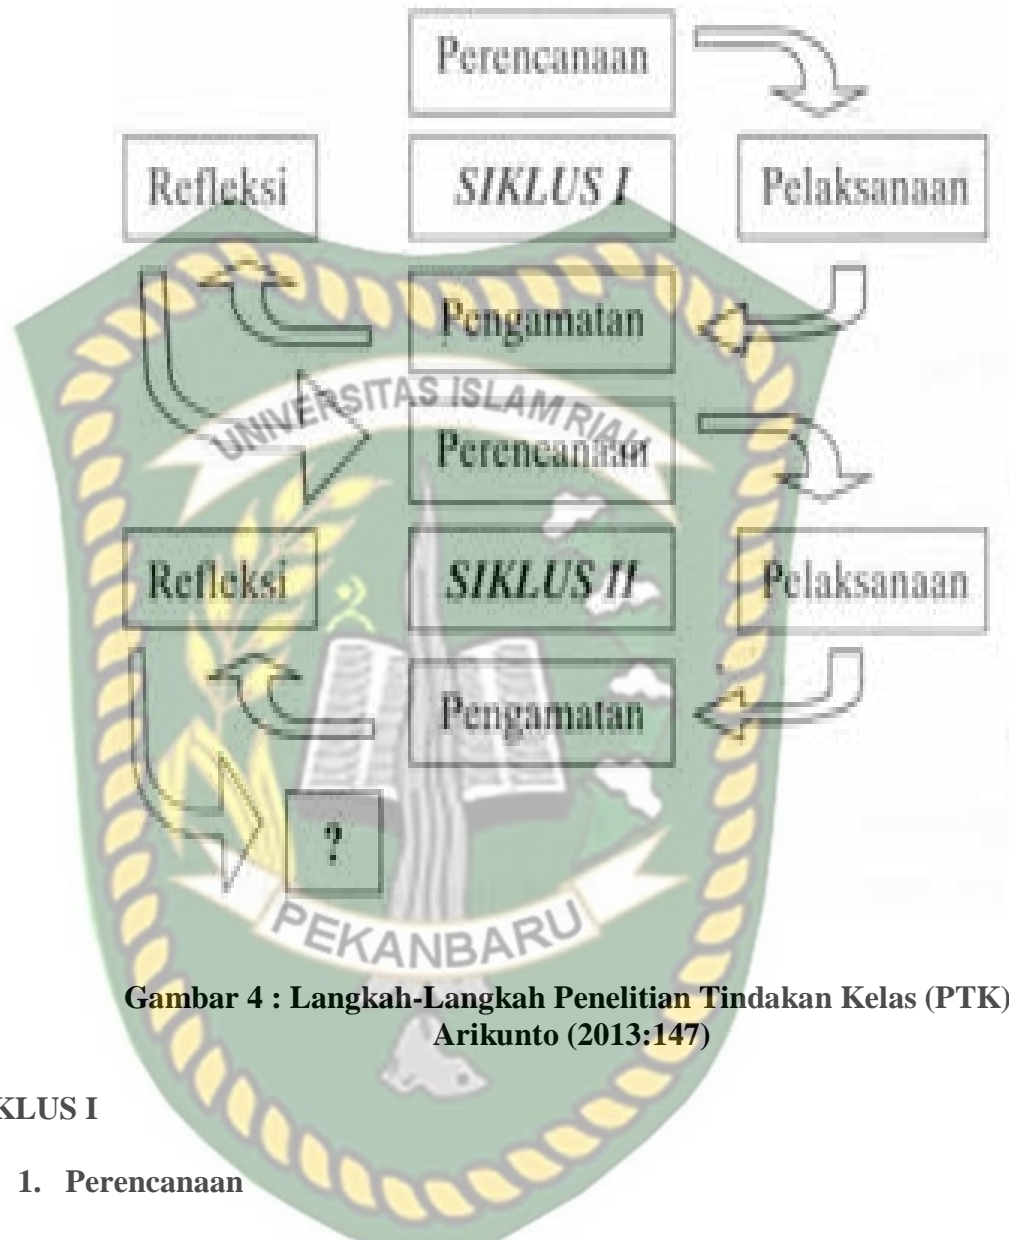 Perencanaan
Refleksi
SIKLUS I
Pelaksanaan
Pengamatan
UNIVERSITAS ISLAM RIAU
Perencanaan
Refleksi
SIKLUS II
Pelaksanaan
Pengamatan
?
PEKANBARU
Gambar 4 : Langkah-Langkah Penelitian Tindakan Kelas (PTK)
Arikunto (2013:147)
KLUS I
1. Perencanaan